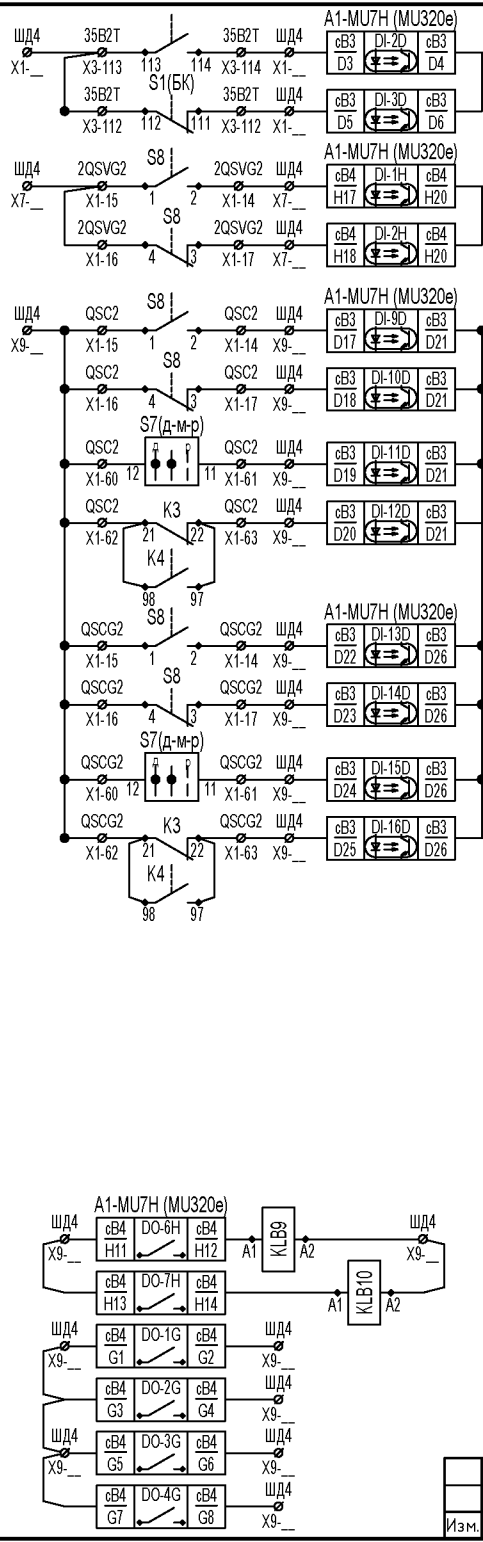 A1-MU7H (MU320e)
ШД4 35В2Т 35В2Т ШД4 сВ3 DI-2D сВ3
X1-__ X3-113 113 114 X3-114 X1-__ D3 D4
S1(БК)
35В2Т 35В2Т ШД4 сВ3 DI-3D сВ3
X3-112 112 111 X3-112 X1-__ D5 D6
A1-MU7H (MU320e)
S8
ШД4 2QSVG2 2QSVG2 ШД4 сВ4 DI-1H сВ4
X7-__ X1-15 1 2 X1-14 X7-__ H17 H20
S8
2QSVG2 2QSVG2 ШД4 сВ4 DI-2H сВ4
X1-16 4 3 X1-17 X7-__ H18 H20
A1-MU7H (MU320e)
S8
ШД4 QSC2 QSC2 ШД4 сВ3 DI-9D сВ3
X9-__ X1-15 1 2 X1-14 X9-__ D17 D21
S8
QSC2 QSC2 ШД4 сВ3 DI-10D сВ3
X1-16 4 3 X1-17 X9-__ D18 D21
S7(д-м-р)
д р
QSC2 QSC2 ШД4 сВ3 DI-11D сВ3
X1-60 12 11 X1-61 X9-__ D19 D21
K3
QSC2 QSC2 ШД4 сВ3 DI-12D сВ3
X1-62 21 22 X1-63 X9-__ D20 D21
K4
98 97
A1-MU7H (MU320e)
S8
QSCG2 QSCG2 ШД4 сВ3 DI-13D сВ3
X1-15 1 2 X1-14 X9-__ D22 D26
S8
QSCG2 QSCG2 ШД4 сВ3 DI-14D сВ3
X1-16 4 3 X1-17 X9-__ D23 D26
S7(д-м-р)
д р
QSCG2 QSCG2 ШД4 сВ3 DI-15D сВ3
X1-60 12 11 X1-61 X9-__ D24 D26
K3
QSCG2 QSCG2 ШД4 сВ3 DI-16D сВ3
X1-62 21 22 X1-63 X9-__ D25 D26
K4
98 97
A1-MU7H (MU320e)
ШД4 сВ4 DO-6H сВ4 KLB9 ШД4
X9-__ H11 H12 A1 A2 X9-__
сВ4 DO-7H сВ4 KLB10
H13 H14 A1 A2
ШД4 сВ4 DO-1G сВ4 ШД4
X9-__ G1 G2 X9-__
сВ4 DO-2G сВ4 ШД4
G3 G4 X9-__
ШД4 сВ4 DO-3G сВ4 ШД4
X9-__ G5 G6 X9-__
сВ4 DO-4G сВ4 ШД4
G7 G8 X9-__
Изм.